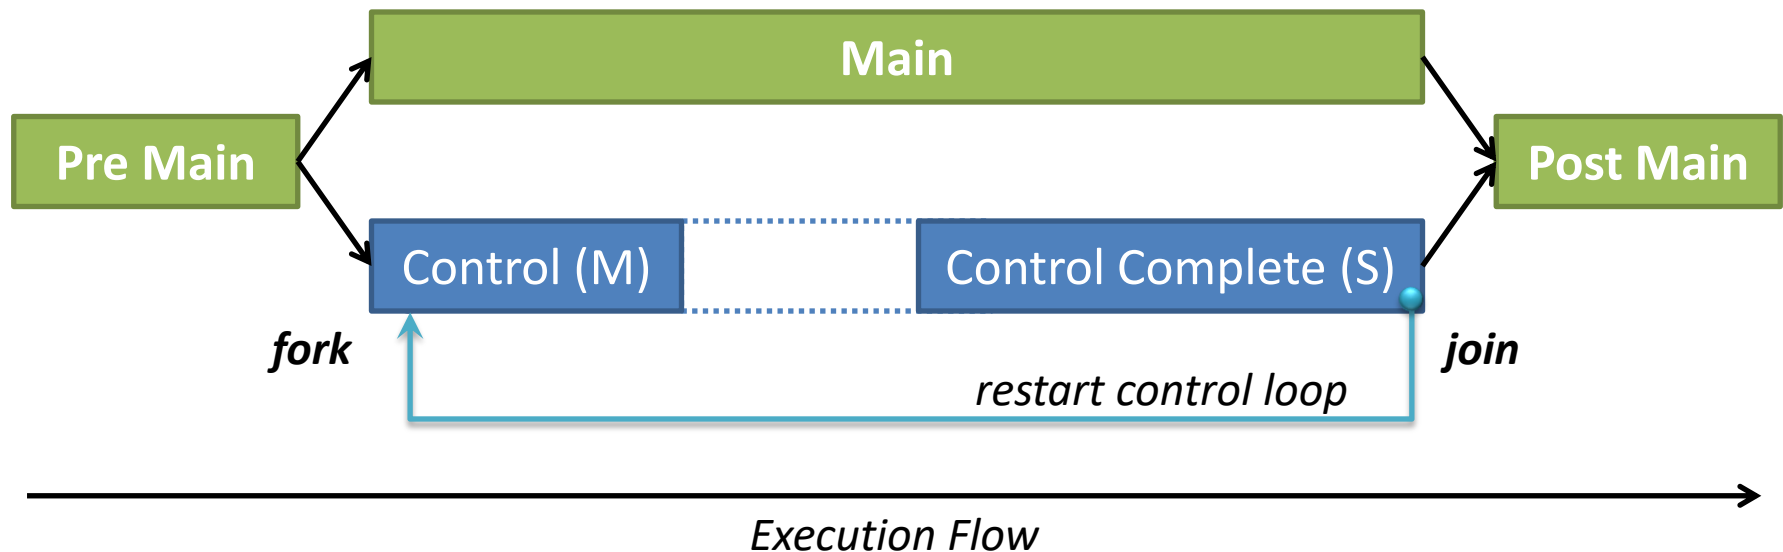 Main
Pre Main
Post Main
Control (M)
Control Complete (S)
fork
join
restart control loop
Execution Flow